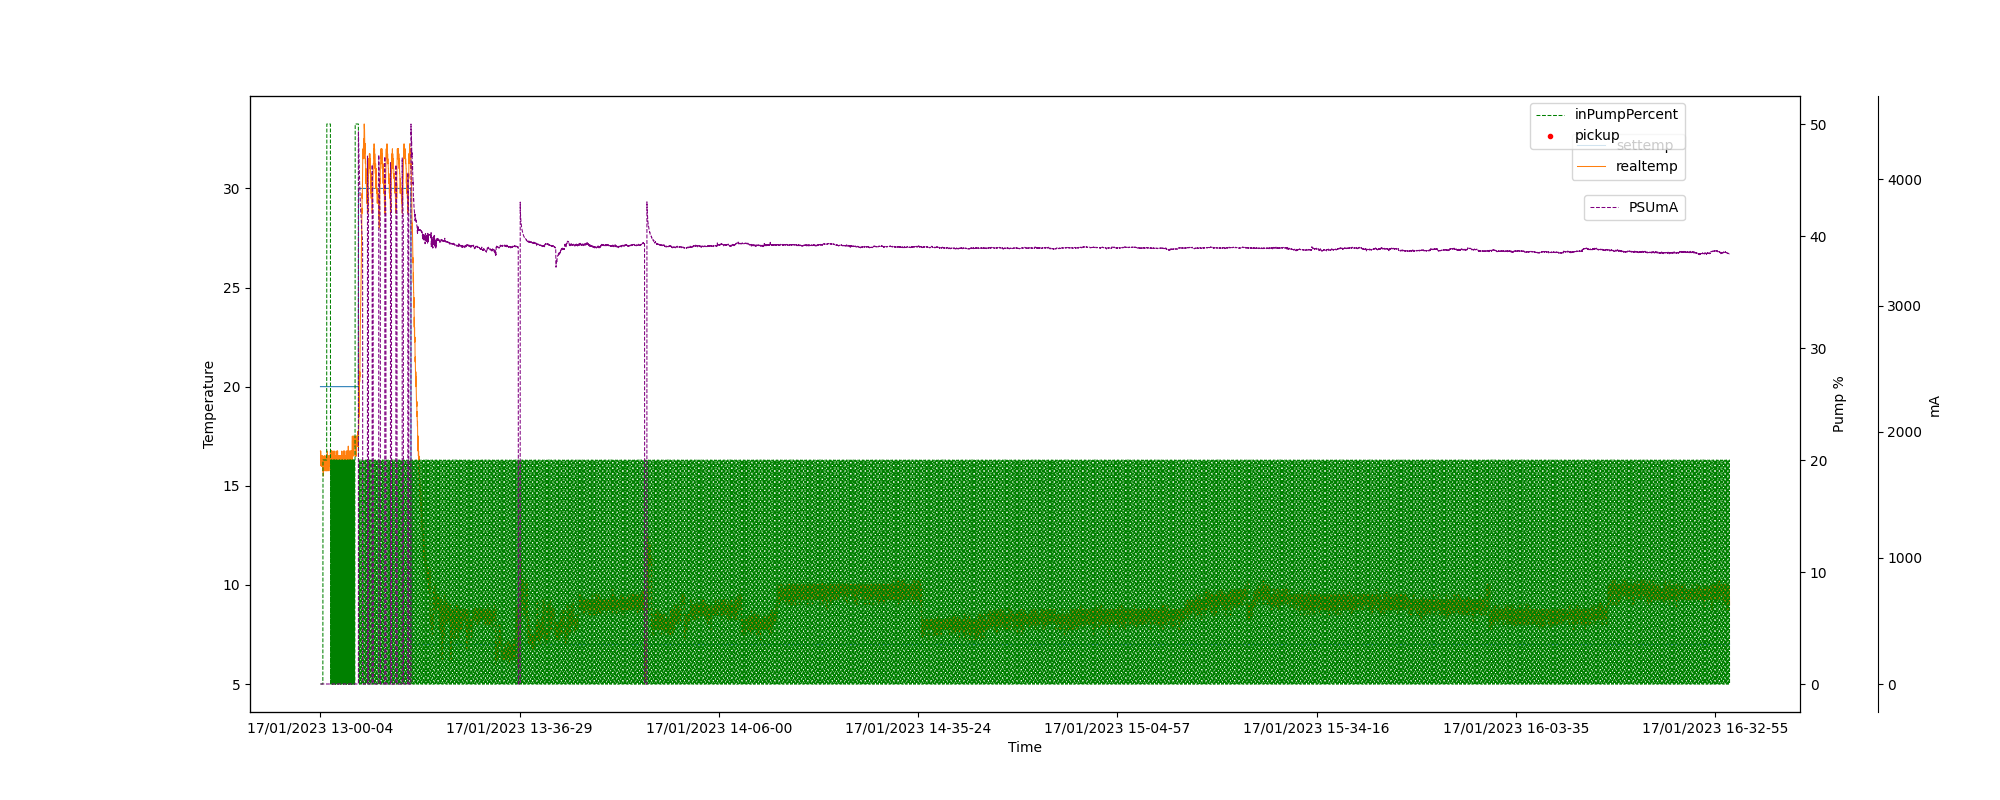 inPumpPercent
pickup
settemp
realtemp
PSUmA
Temperature
30
25
20
15
10
5
50
40
30
20
10
0
Pump %
4000
3000
2000
1000
0
mA
17/01/2023 13-00-04
17/01/2023 13-36-29
17/01/2023 14-06-00
17/01/2023 14-35-24
17/01/2023 15-04-57
17/01/2023 15-34-16
17/01/2023 16-03-35
17/01/2023 16-32-55
Time